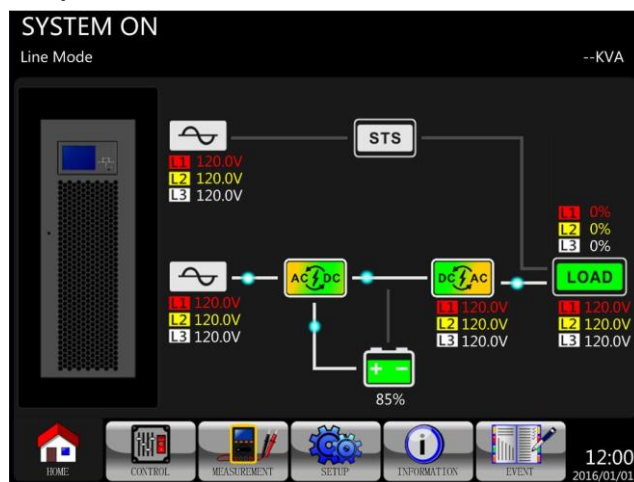 SYSTEM ON
Line Mode
--KVA
STS
L1 120.0V
L2 120.0V
L3 120.0V
L1 0%
L2 0%
L3 0%
AC DC
DC AC
LOAD
L1 120.0V
L2 120.0V
L3 120.0V
L1 120.0V
L2 120.0V
L3 120.0V
L1 120.0V
L2 120.0V
L3 120.0V
+ −
85%
HOME
CONTROL
MEASUREMENT
SETUP
INFORMATION
EVENT
12:00
2016/01/01